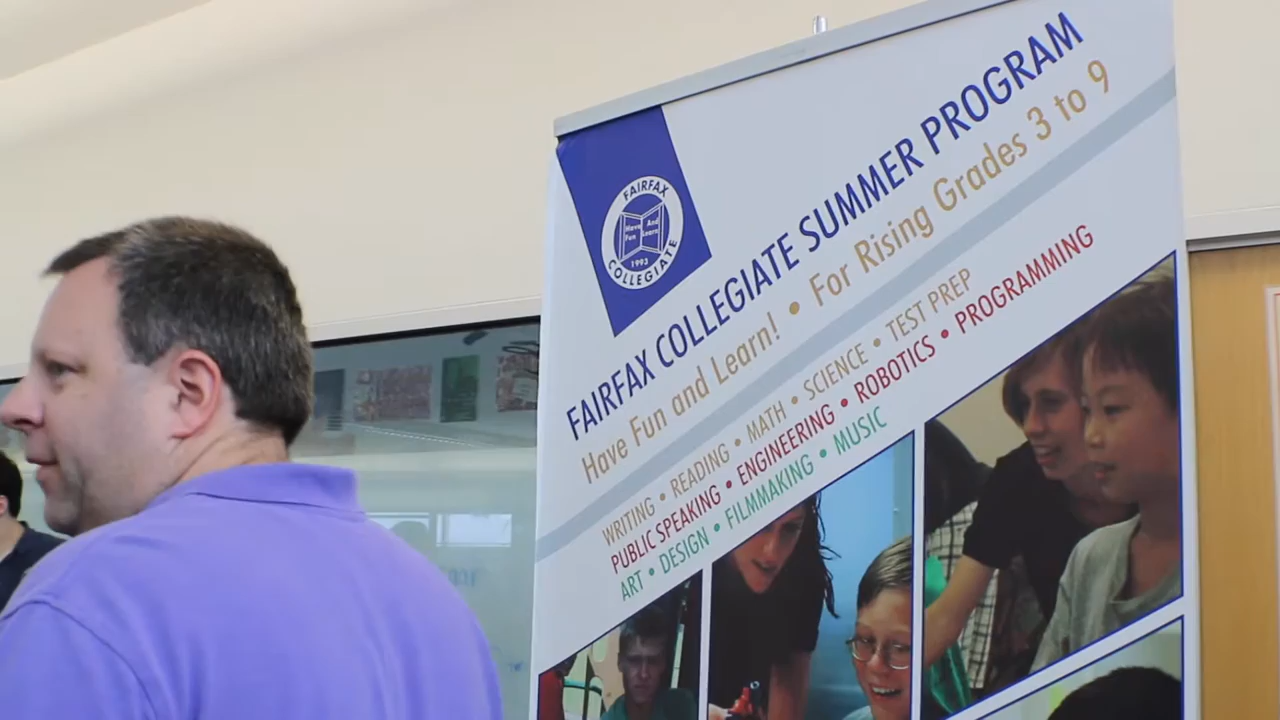 FAIRFAX
Have And
Fun Learn
1993
COLLEGIATE
FAIRFAX COLLEGIATE SUMMER PROGRAM
Have Fun and Learn! • For Rising Grades 3 to 9
WRITING • READING • MATH • SCIENCE • TEST PREP
PUBLIC SPEAKING • ENGINEERING • ROBOTICS • PROGRAMMING
ART • DESIGN • FILMMAKING • MUSIC